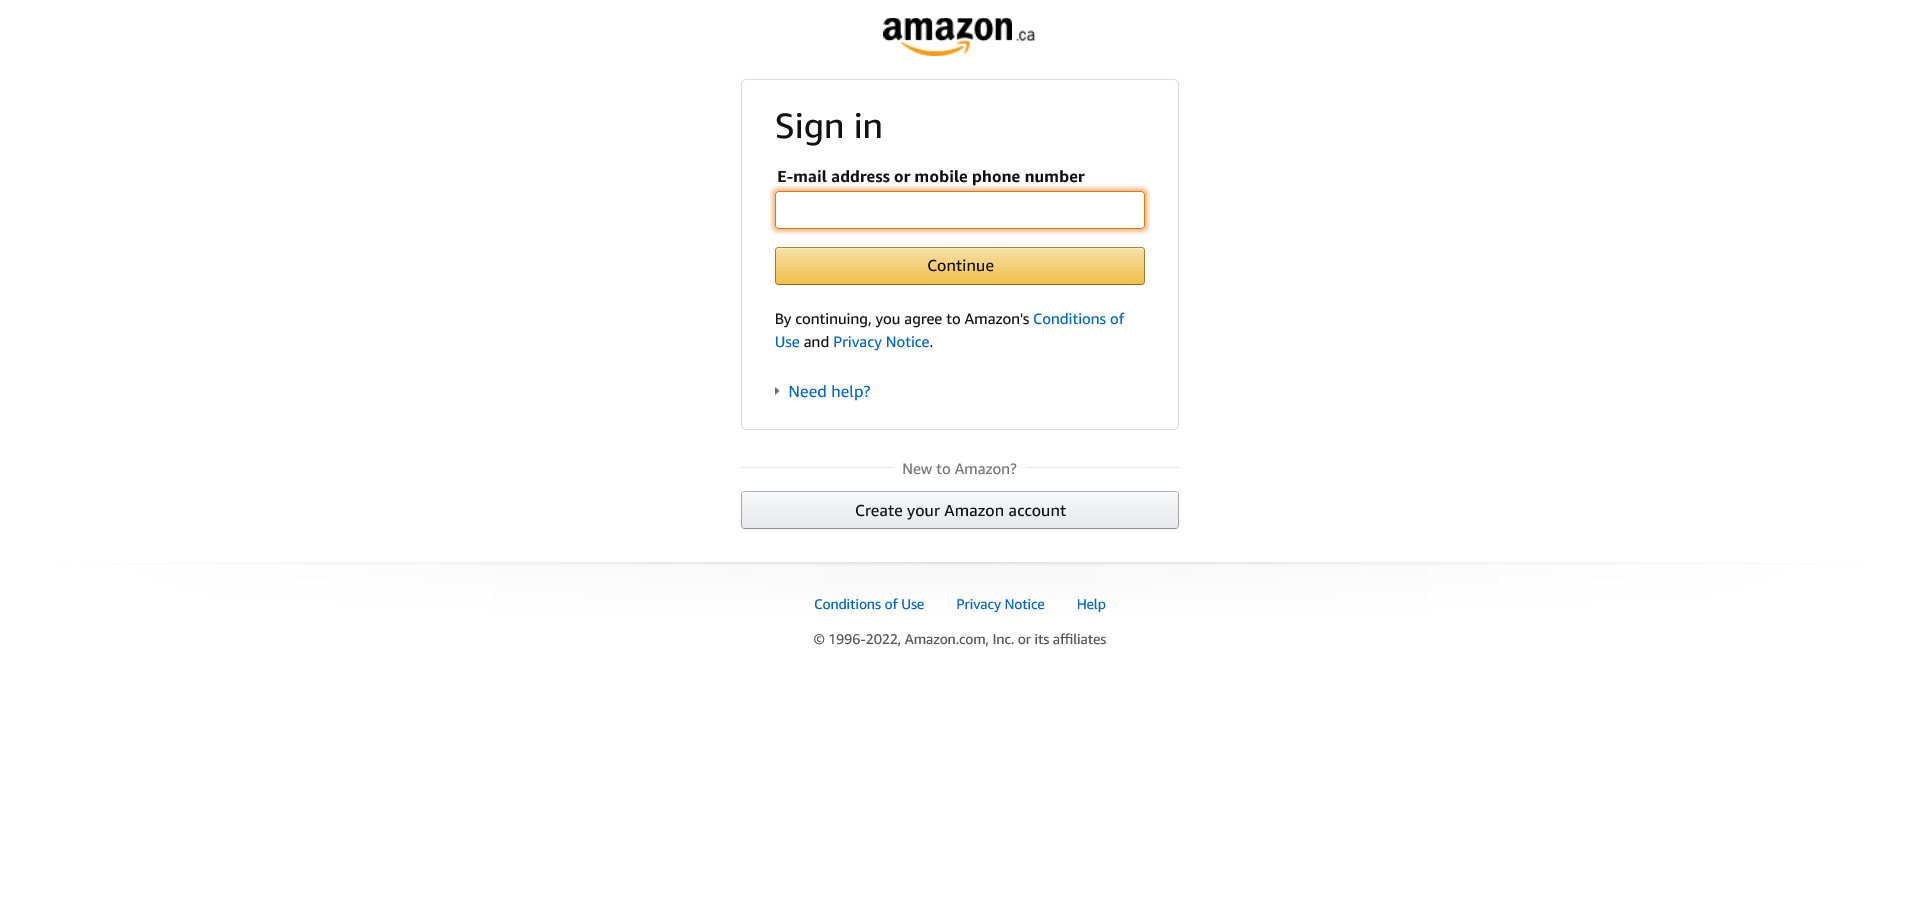 amazon.ca
Sign in
E-mail address or mobile phone number
Continue
By continuing, you agree to Amazon's Conditions of
Use and Privacy Notice.
Need help?
New to Amazon?
Create your Amazon account
Conditions of Use Privacy Notice Help
© 1996-2022, Amazon.com, Inc. or its affiliates